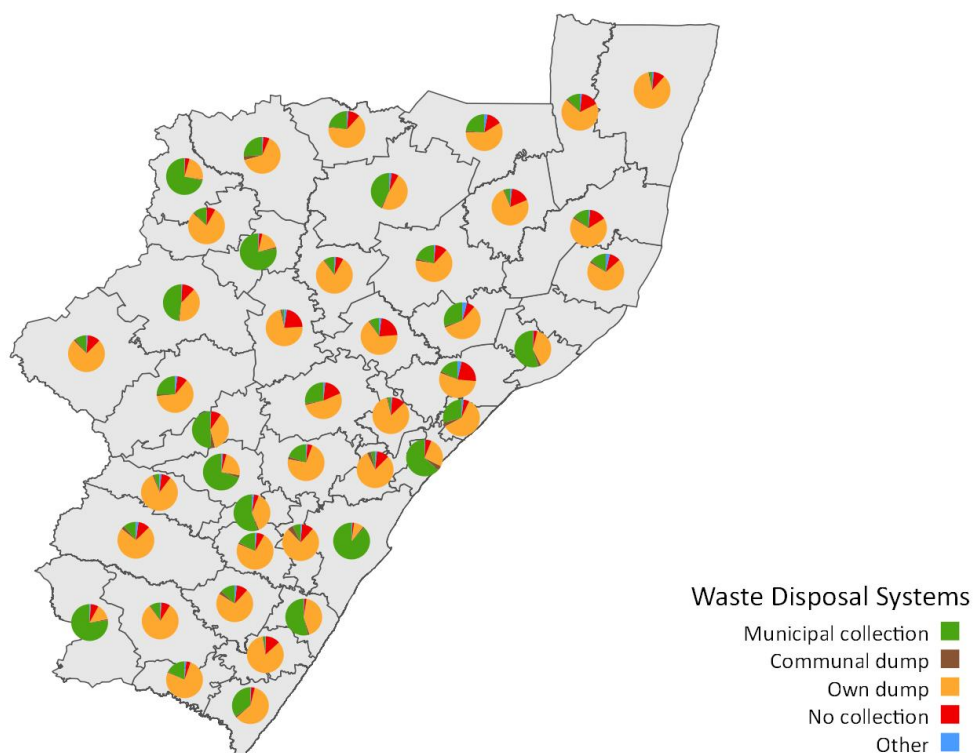 Waste Disposal Systems
Municipal collection
Communal dump
Own dump
No collection
Other